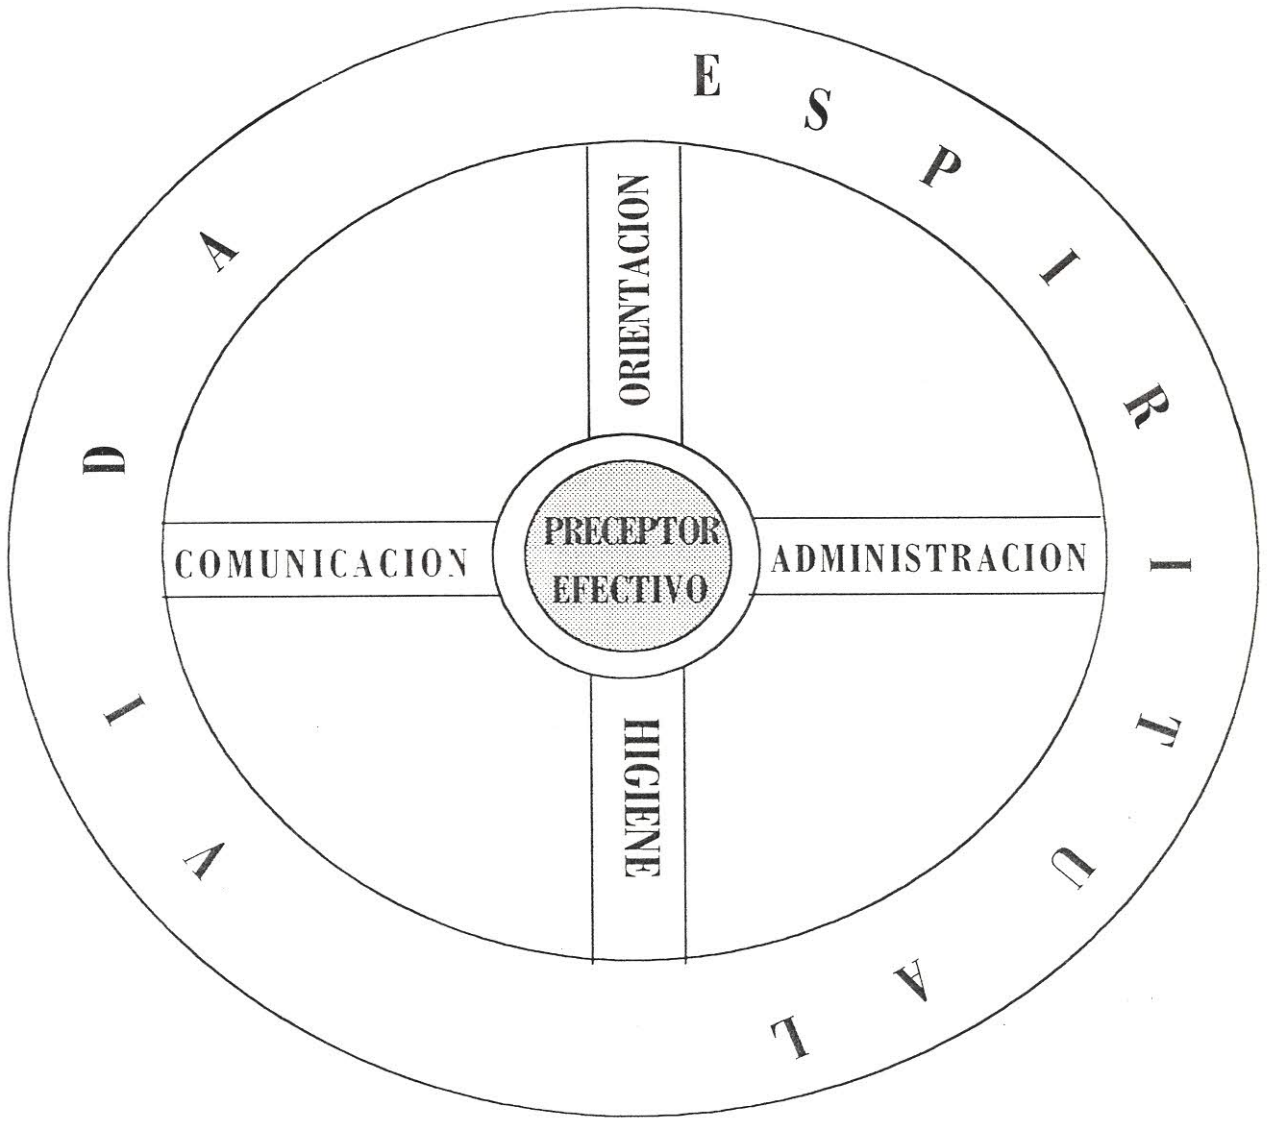 VIDA ESPIRITUAL
ORIENTACION
COMUNICACION
PRECEPTOR
EFECTIVO
ADMINISTRACION
HIGIENE